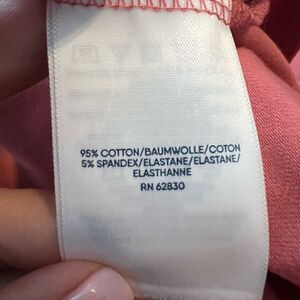 95% COTTON/BAUMWOLLE/COTON
5% SPANDEX/ELASTANE/ELASTANE/
ELASTHANNE
RN 62830